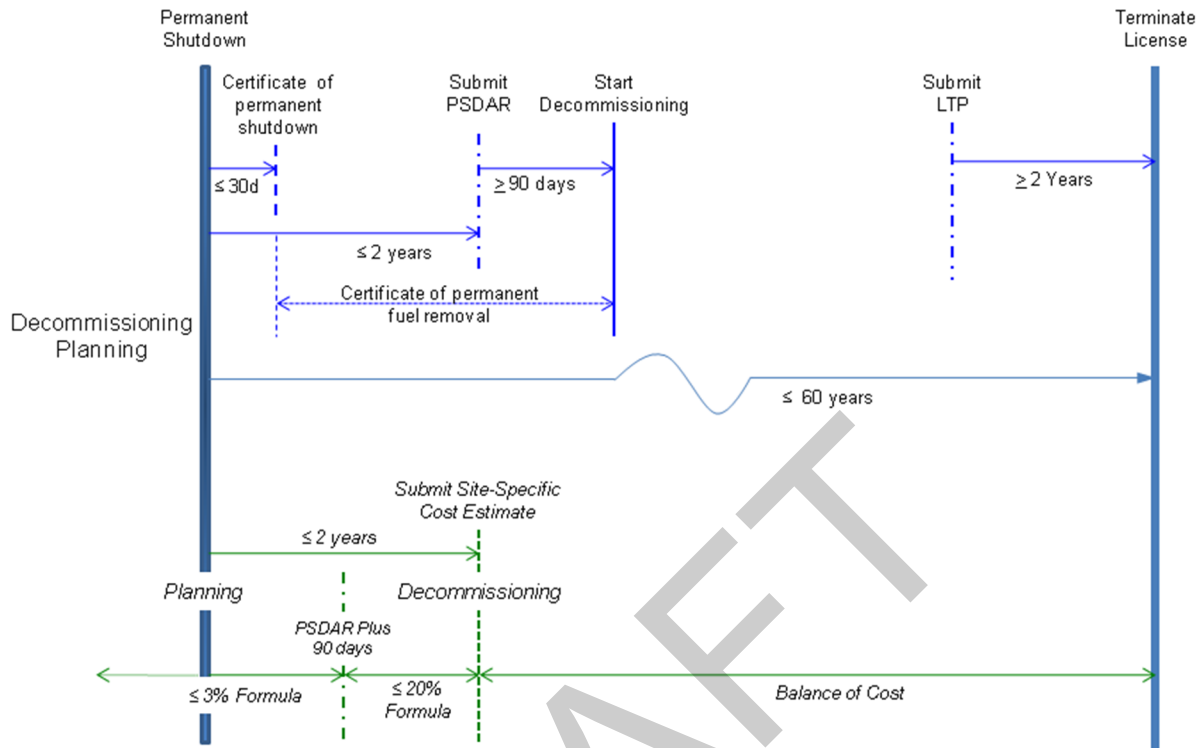 Permanent
Shutdown
Terminate
License
Certificate of
permanent
shutdown
Submit
PSDAR
Start
Decommissioning
Submit
LTP
≤ 30d
≥ 90 days
≥ 2 Years
≤ 2 years
Certificate of permanent
fuel removal
Decommissioning
Planning
≤ 60 years
Submit Site-Specific
Cost Estimate
≤ 2 years
Planning
Decommissioning
PSDAR Plus
90 days
≤ 3% Formula
≤ 20%
Formula
Balance of Cost
AFT